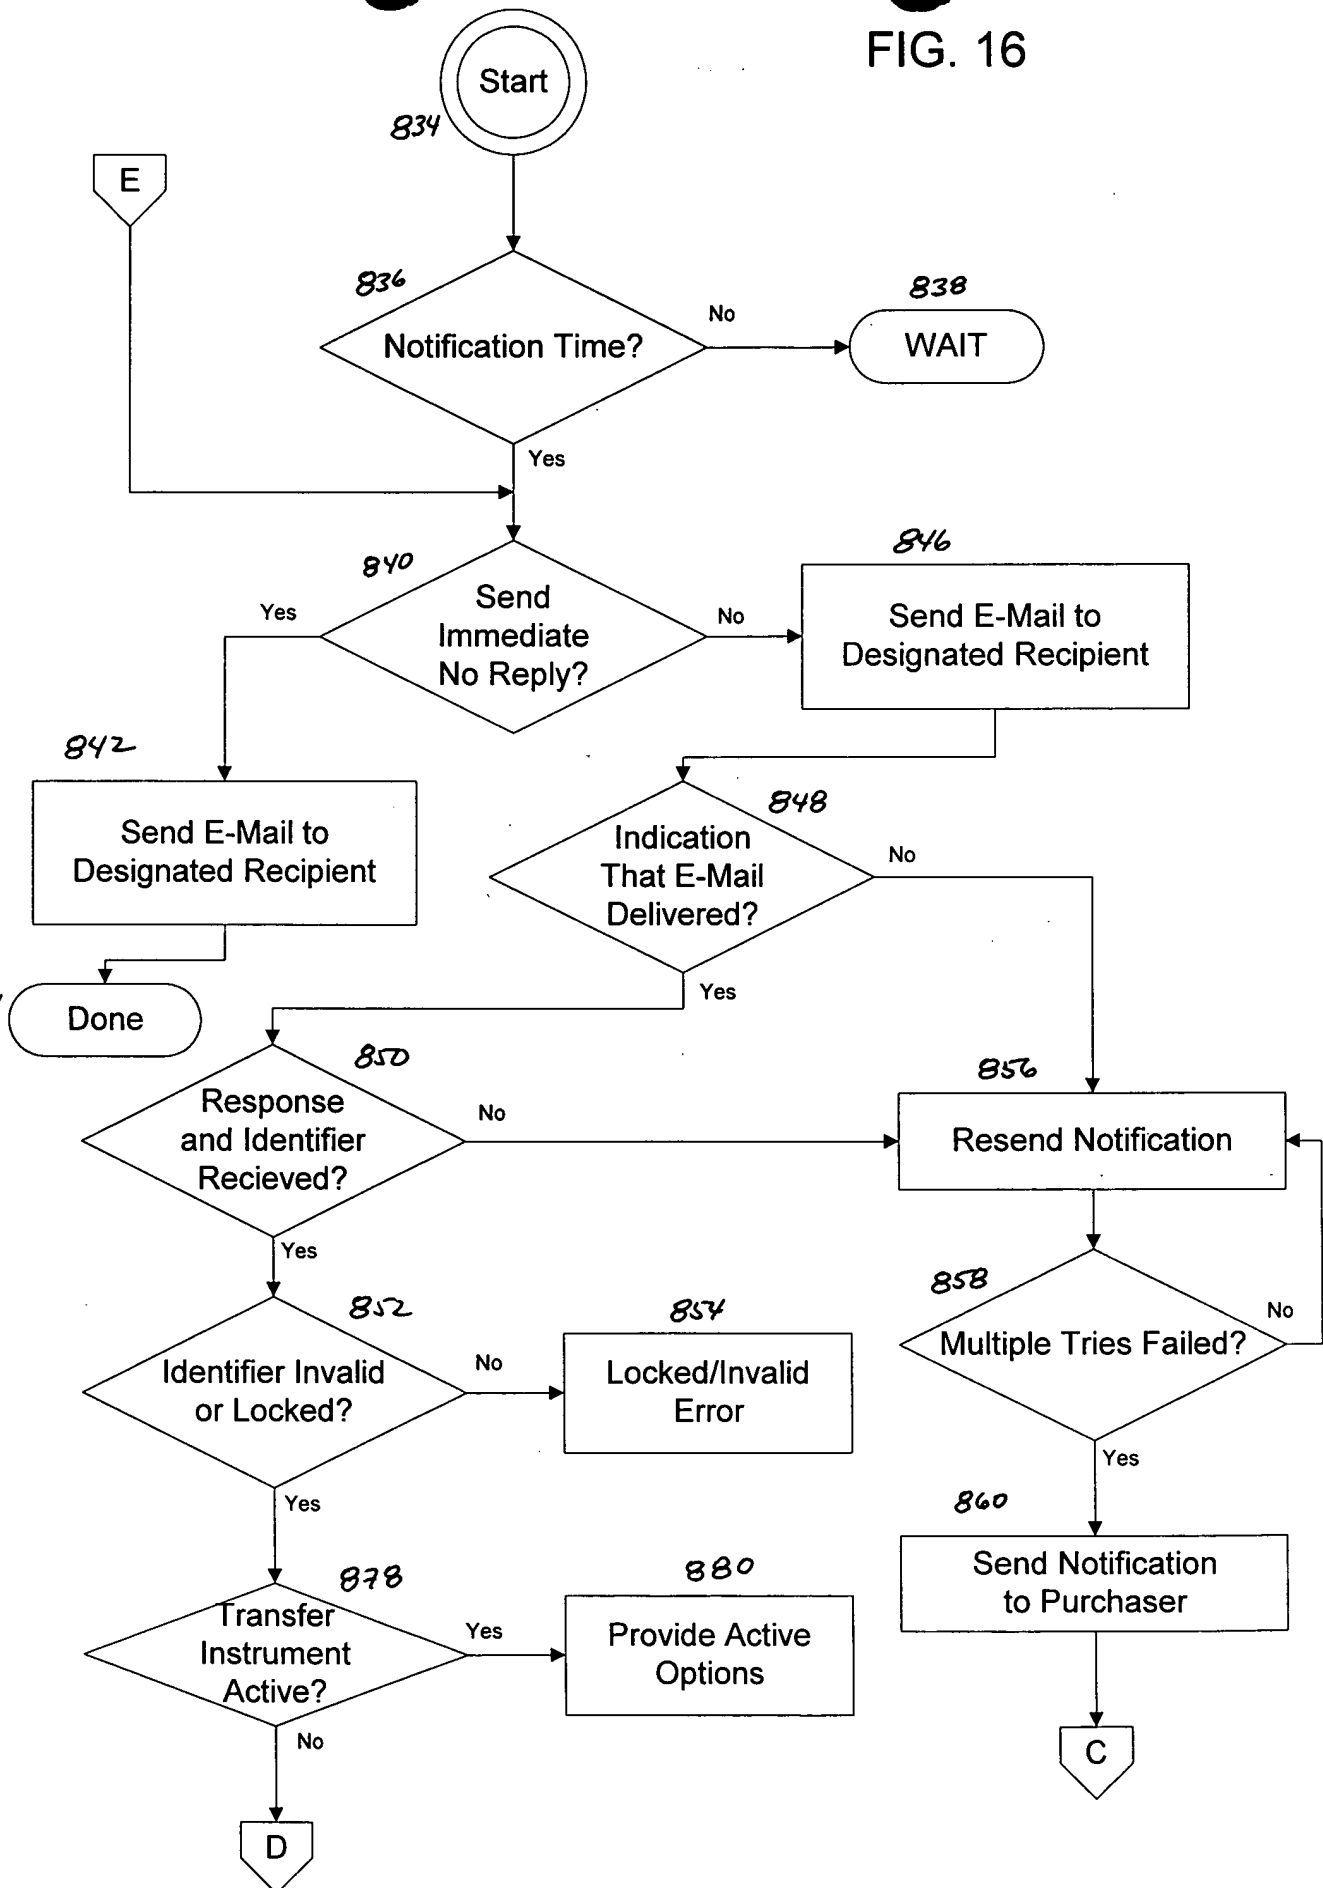 FIG. 16
Start
834
E
836
Notification Time?
No
838
WAIT
Yes
840
Send
Immediate
No Reply?
Yes
No
846
Send E-Mail to
Designated Recipient
842
Send E-Mail to
Designated Recipient
Done
848
Indication
That E-Mail
Delivered?
No
Yes
850
Response
and Identifier
Recieved?
No
856
Resend Notification
Yes
852
Identifier Invalid
or Locked?
No
854
Locked/Invalid
Error
858
Multiple Tries Failed?
No
Yes
Yes
860
Send Notification
to Purchaser
878
Transfer
Instrument
Active?
Yes
880
Provide Active
Options
No
C
D